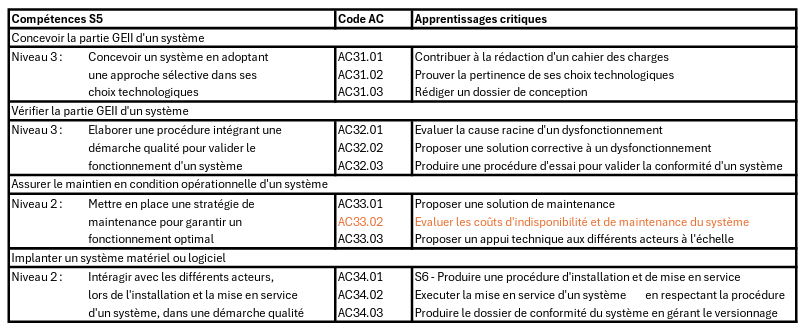 Compétences S5 Code AC Apprentissages critiques
Concevoir la partie GEII d'un système
Niveau 3 : Concevoir un système en adoptant AC31.01 Contribuer à la rédaction d'un cahier des charges
une approche sélective dans ses AC31.02 Prouver la pertinence de ses choix technologiques
choix technologiques AC31.03 Rédiger un dossier de conception
Vérifier la partie GEII d'un système
Niveau 3 : Elaborer une procédure intégrant une AC32.01 Evaluer la cause racine d'un dysfonctionnement
démarche qualité pour valider le AC32.02 Proposer une solution corrective à un dysfonctionnement
fonctionnement d'un système AC32.03 Produire une procédure d'essai pour valider la conformité d'un système
Assurer le maintien en condition opérationnelle d'un système
Niveau 2 : Mettre en place une stratégie de AC33.01 Proposer une solution de maintenance
maintenance pour garantir un AC33.02 Evaluer les coûts d'indisponibilité et de maintenance du système
fonctionnement optimal AC33.03 Proposer un appui technique aux différents acteurs à l'échelle
Implanter un système matériel ou logiciel
Niveau 2 : Intéragir avec les différents acteurs, AC34.01 S6 - Produire une procédure d'installation et de mise en service
lors de l'installation et la mise en service AC34.02 Executer la mise en service d'un système en respectant la procédure
d'un système, dans une démarche qualité AC34.03 Produire le dossier de conformité du système en gérant le versionnage